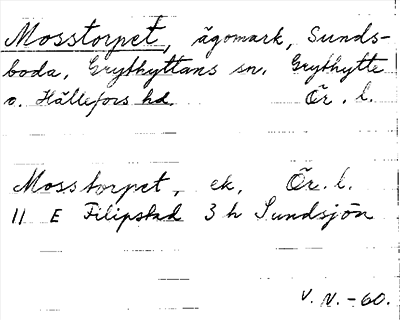 Mosstorpet, ägomark, Sunds-
boda, Grythyttans sn. Grythytte
o. Hällefors hd. Ör. l.
Mosstorpet, ek. Ör. l.
11 E Filipstad 3 h Sundsjön
V. N. -60.